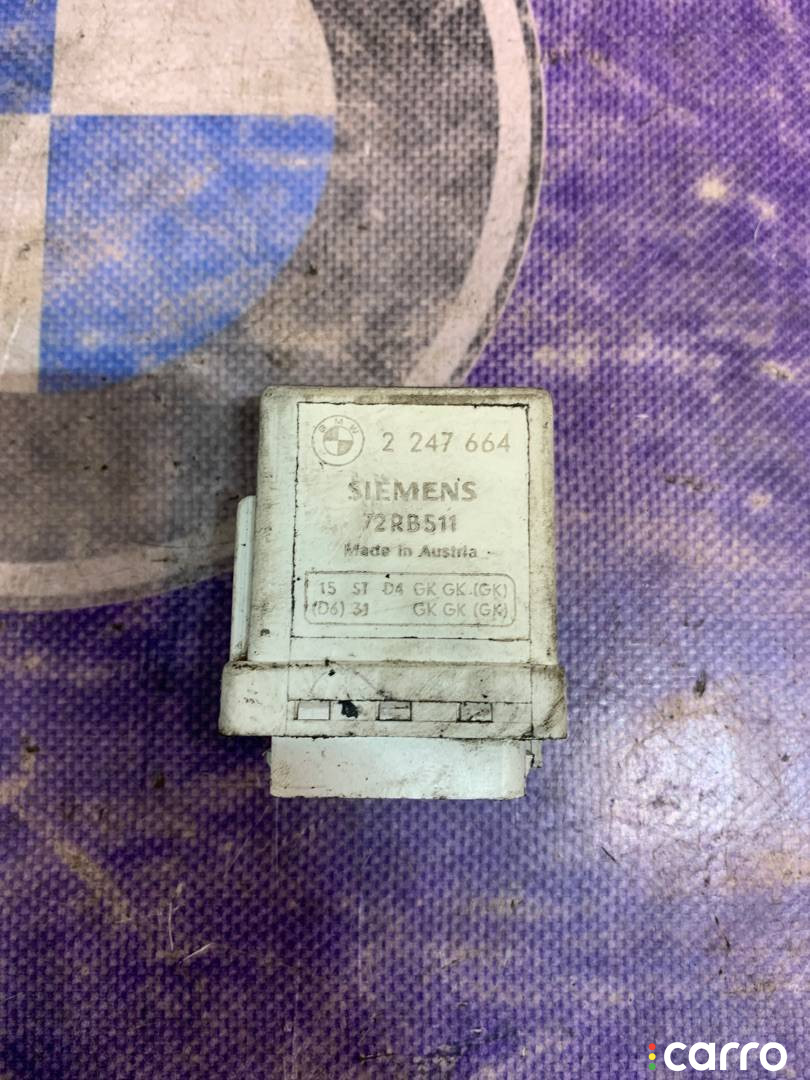 BMW
2 247 664
SIEMENS
72RB511
Made in Austria
15 ST D4 GK GK (GK)
(D6) 31 GK GK (GK)
carro